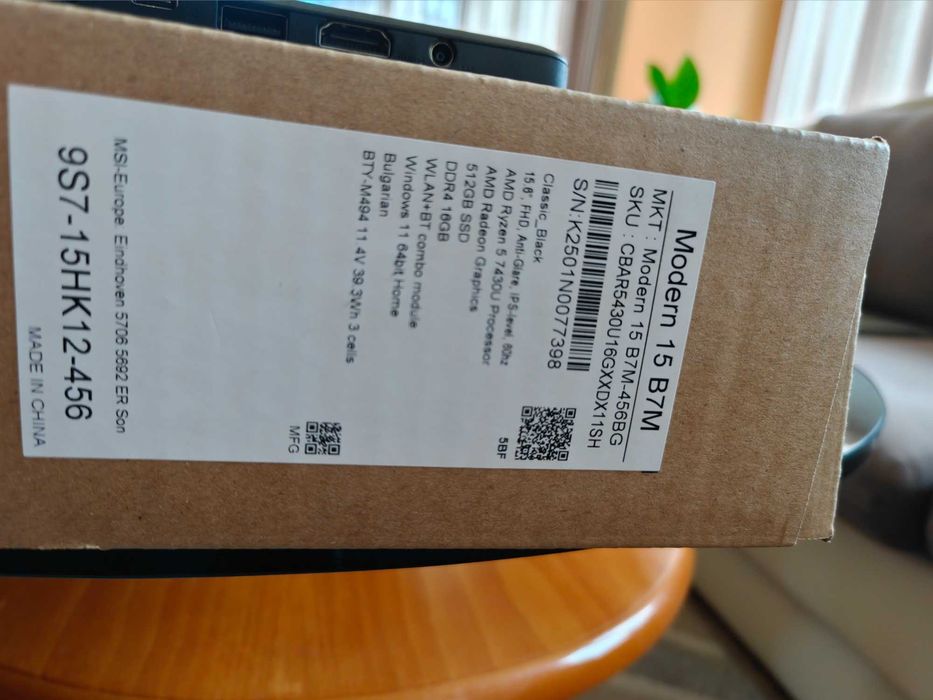 Modern 15 B7M
MKT : Modern 15 B7M-456BG
SKU : CBAR5430U16GXXDX11SH
S/N:K2501N0077398
Classic_Black
15.6", FHD, Anti-Glare, IPS-level, 60hz
AMD Ryzen 5 7430U Processor
AMD Radeon Graphics
512GB SSD
DDR4 16GB
WLAN+BT combo module
Windows 11 64bit Home
Bulgarian
BTY-M494 11.4V 39.3Wh 3 cells
5BF
MFG
MSI-Europe. Eindhoven 5706 5692 ER Son
9S7-15HK12-456
MADE IN CHINA